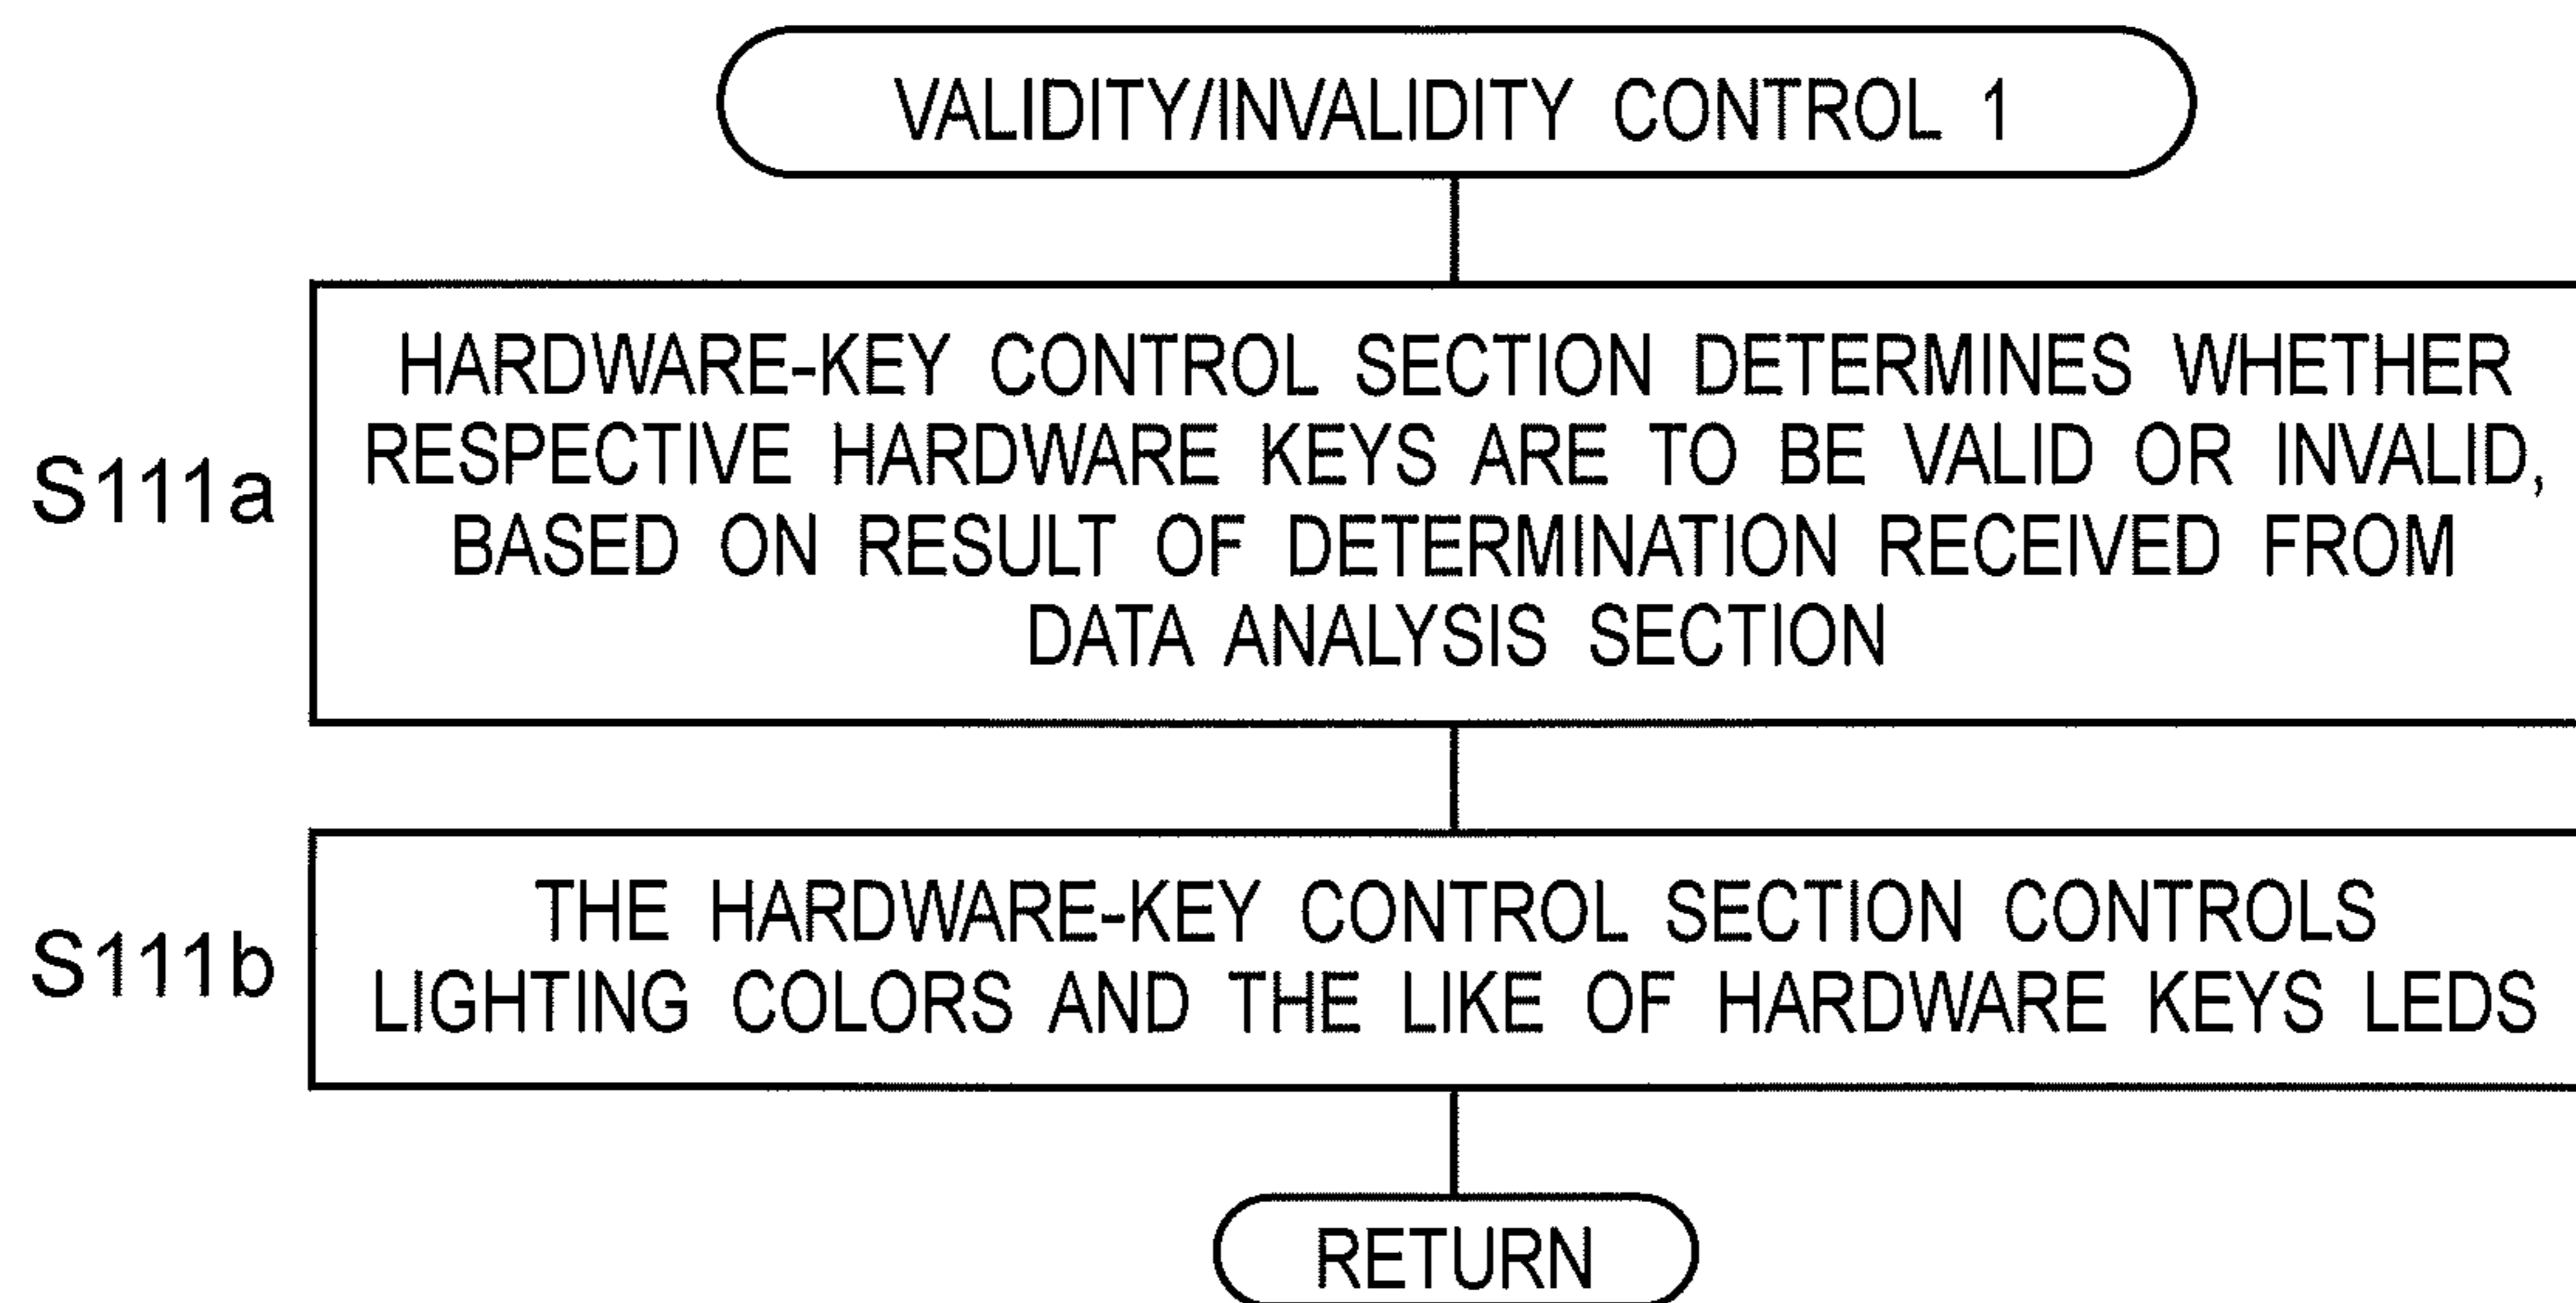 VALIDITY/INVALIDITY CONTROL 1
HARDWARE-KEY CONTROL SECTION DETERMINES WHETHER
RESPECTIVE HARDWARE KEYS ARE TO BE VALID OR INVALID,
S111a
BASED ON RESULT OF DETERMINATION RECEIVED FROM
DATA ANALYSIS SECTION
THE HARDWARE-KEY CONTROL SECTION CONTROLS
S111b
LIGHTING COLORS AND THE LIKE OF HARDWARE KEYS LEDS
RETURN